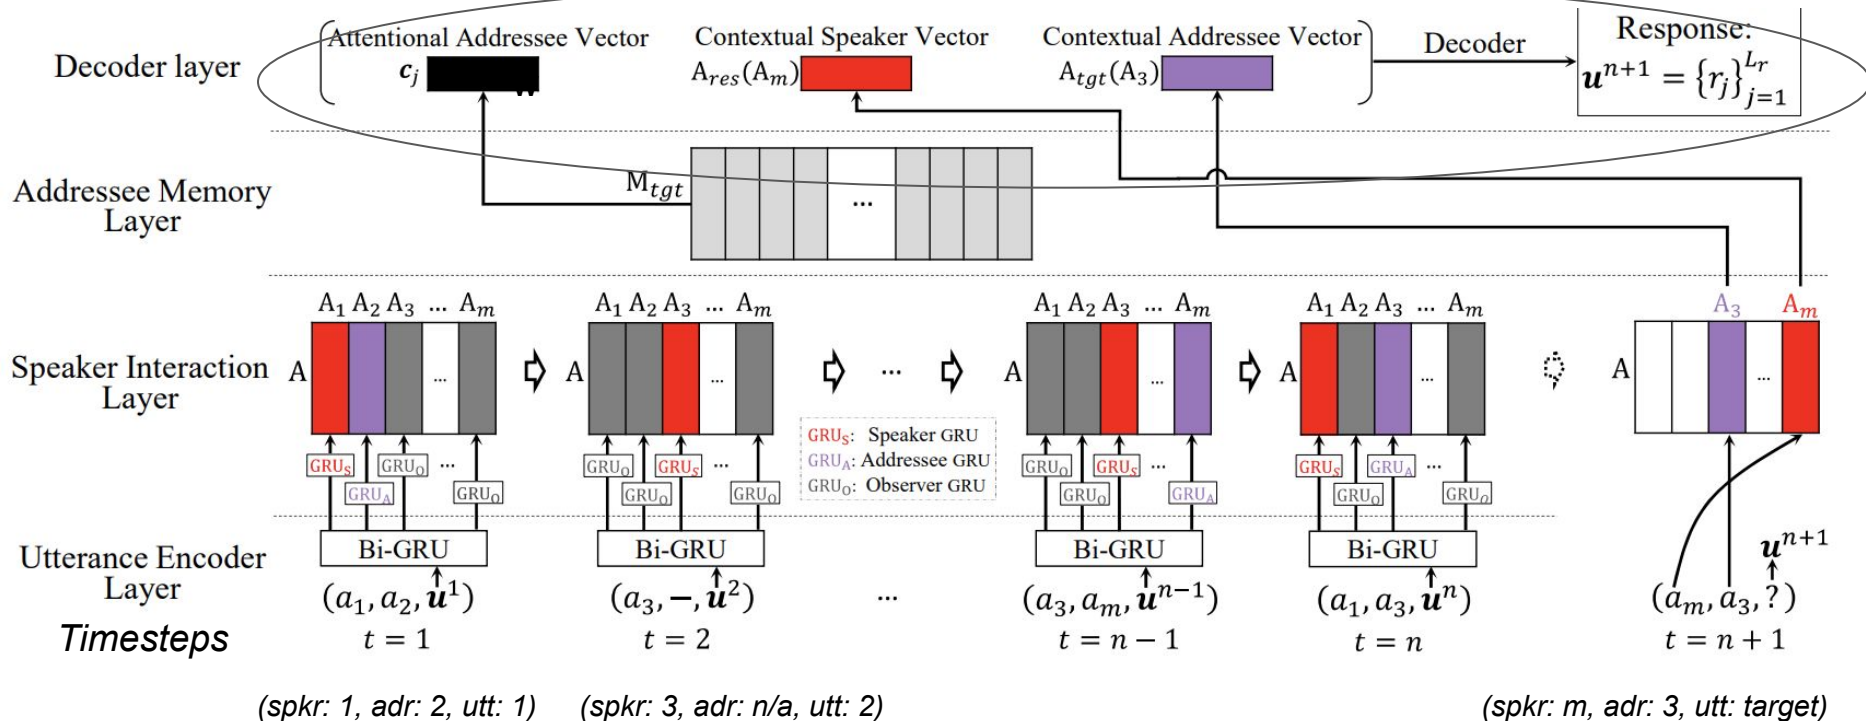 Attentional Addressee Vector Contextual Speaker Vector Contextual Addressee Vector Decoder Response:
Decoder layer c_j A_res(A_m) A_tgt(A_3) u^{n+1} = {r_j}_{j=1}^{L_r}
Addressee Memory
Layer
M_tgt ...
A_1 A_2 A_3 ... A_m A_1 A_2 A_3 ... A_m A_1 A_2 A_3 ... A_m A_1 A_2 A_3 ... A_m A_3 A_m
Speaker Interaction
Layer
A ... A ... ... A ... A ... A ...
GRU_S: Speaker GRU
GRU_A: Addressee GRU
GRU_O: Observer GRU
GRU_S GRU_O ... GRU_O GRU_S ... GRU_O GRU_S ... GRU_S GRU_A ...
GRU_A GRU_O GRU_O GRU_O GRU_O GRU_A GRU_O GRU_O
Utterance Encoder
Layer
Bi-GRU Bi-GRU Bi-GRU Bi-GRU u^{n+1}
(a_1, a_2, u^1) (a_3, –, u^2) ... (a_3, a_m, u^{n-1}) (a_1, a_3, u^n) (a_m, a_3, ?)
Timesteps t = 1 t = 2 t = n − 1 t = n t = n + 1
(spkr: 1, adr: 2, utt: 1) (spkr: 3, adr: n/a, utt: 2) (spkr: m, adr: 3, utt: target)